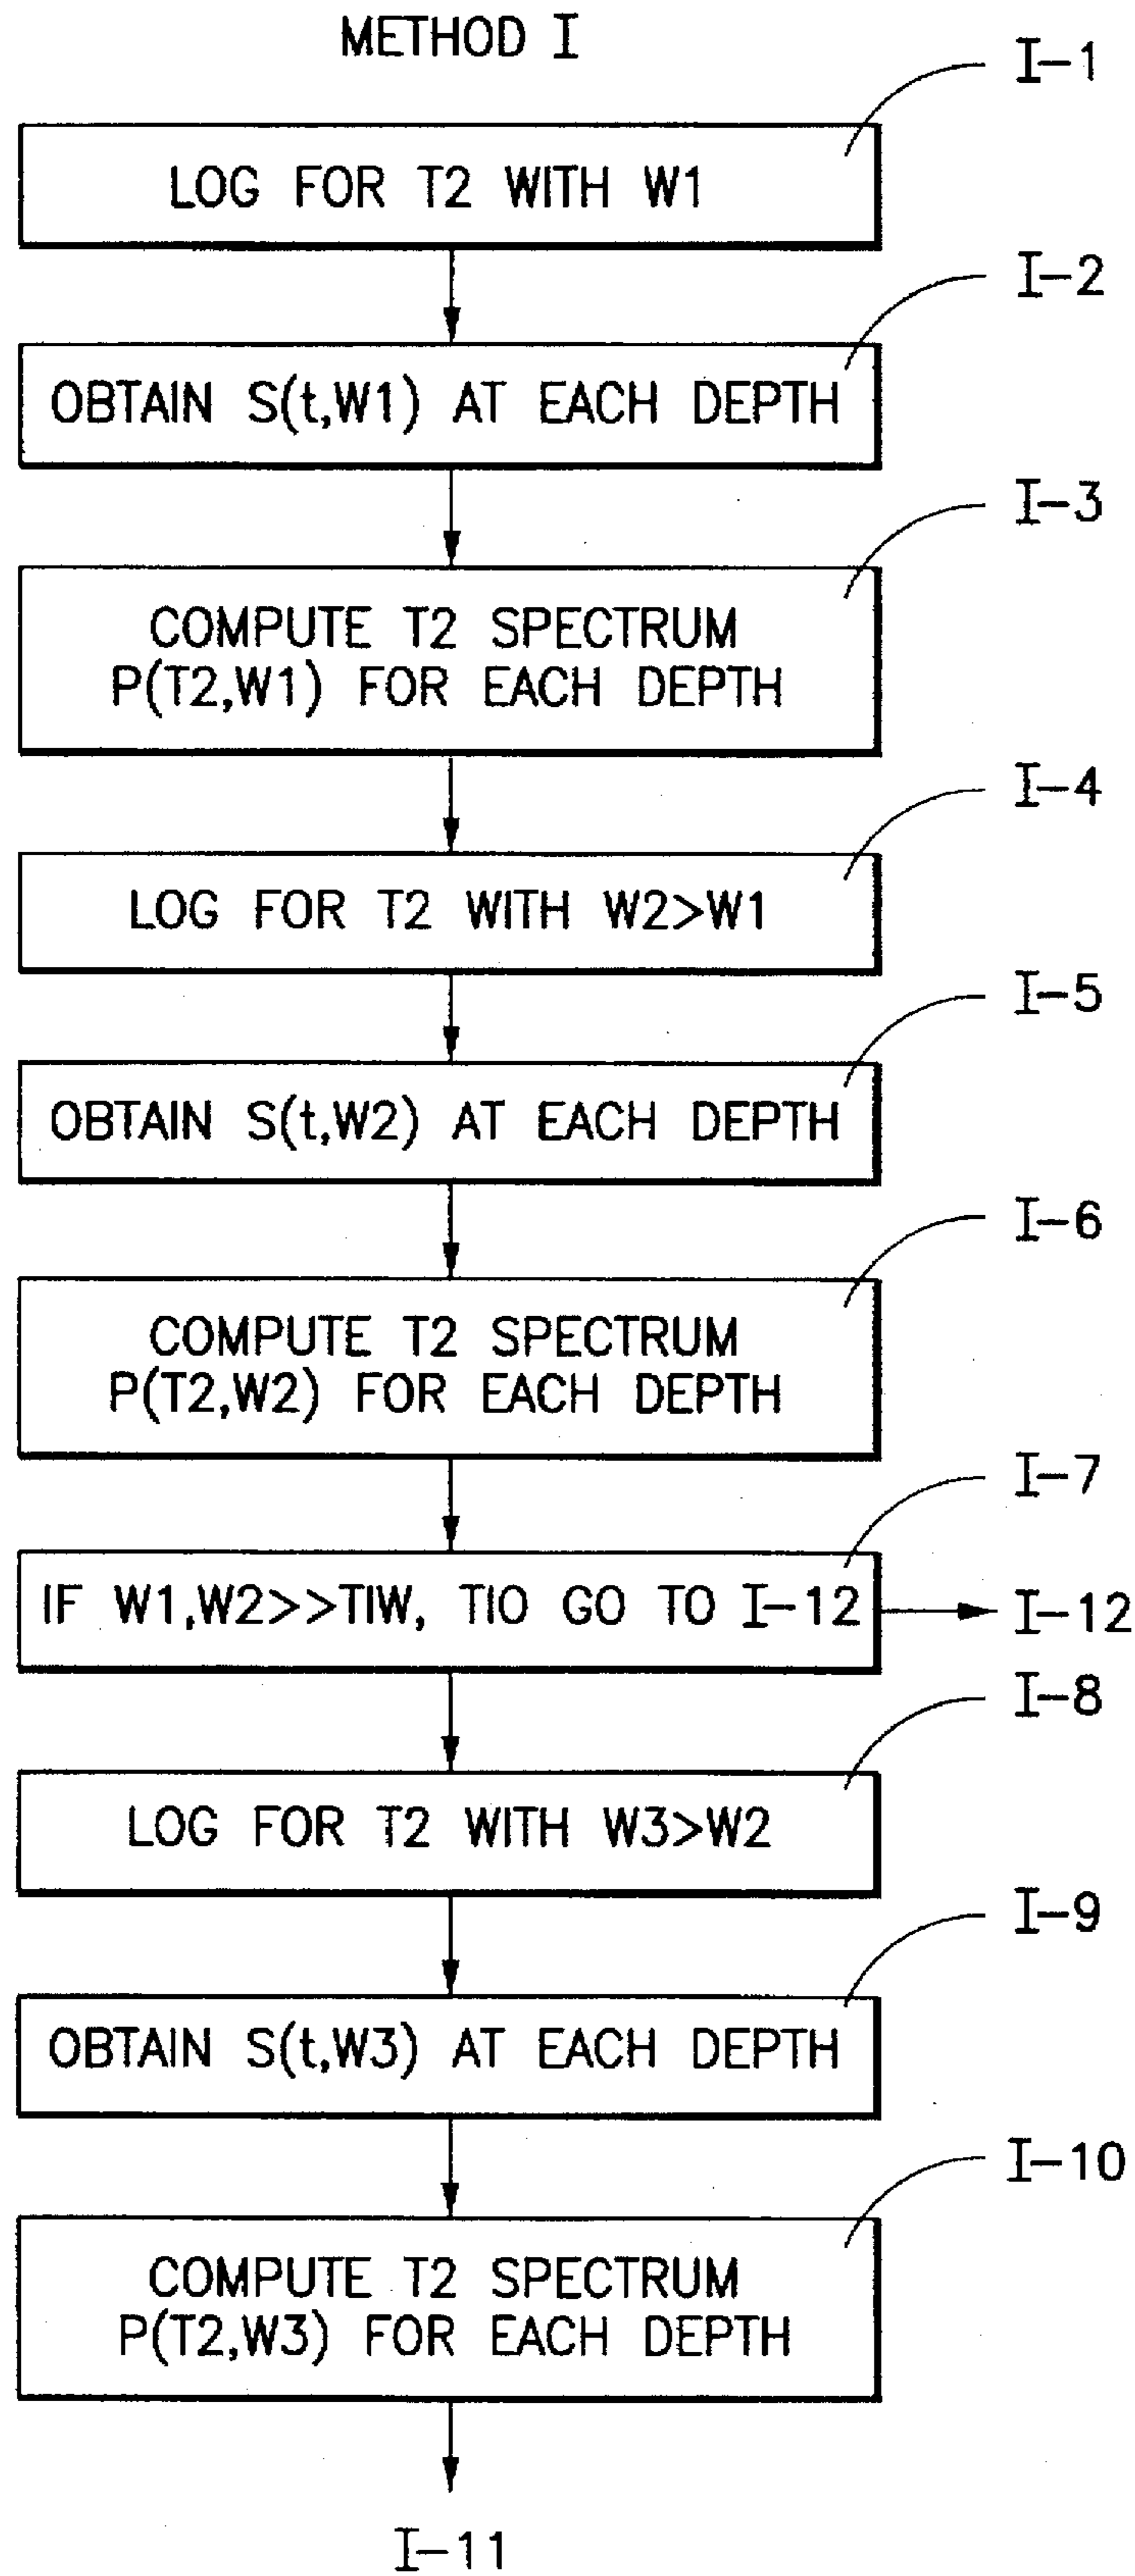 METHOD I
I-1
LOG FOR T2 WITH W1
I-2
OBTAIN S(t,W1) AT EACH DEPTH
I-3
COMPUTE T2 SPECTRUM
P(T2,W1) FOR EACH DEPTH
I-4
LOG FOR T2 WITH W2>W1
I-5
OBTAIN S(t,W2) AT EACH DEPTH
I-6
COMPUTE T2 SPECTRUM
P(T2,W2) FOR EACH DEPTH
I-7
IF W1,W2>>TIW, TIO GO TO I-12
I-12
I-8
LOG FOR T2 WITH W3>W2
I-9
OBTAIN S(t,W3) AT EACH DEPTH
I-10
COMPUTE T2 SPECTRUM
P(T2,W3) FOR EACH DEPTH
I-11